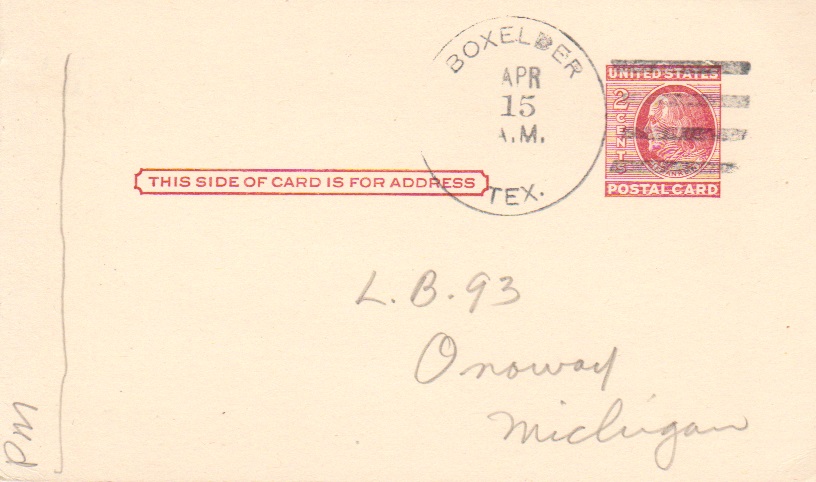 BOXELDER
APR
15
A.M.
TEX.
UNITED STATES
2
CENTS
POSTAL CARD
THIS SIDE OF CARD IS FOR ADDRESS
L. B. 93
Onoway
Michigan
PM